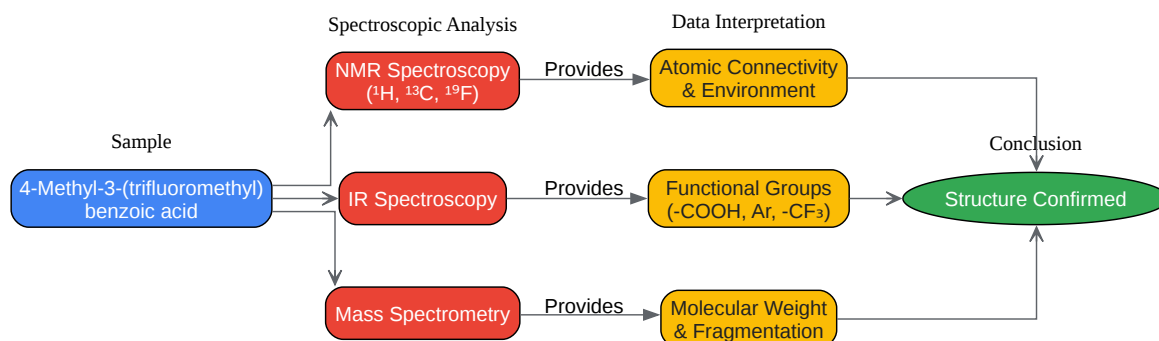 Spectroscopic Analysis
Data Interpretation
NMR Spectroscopy
(¹H, ¹³C, ¹⁹F)
Provides
Atomic Connectivity
& Environment
Sample
Conclusion
4-Methyl-3-(trifluoromethyl)
benzoic acid
IR Spectroscopy
Provides
Functional Groups
(-COOH, Ar, -CF₃)
Structure Confirmed
Mass Spectrometry
Provides
Molecular Weight
& Fragmentation